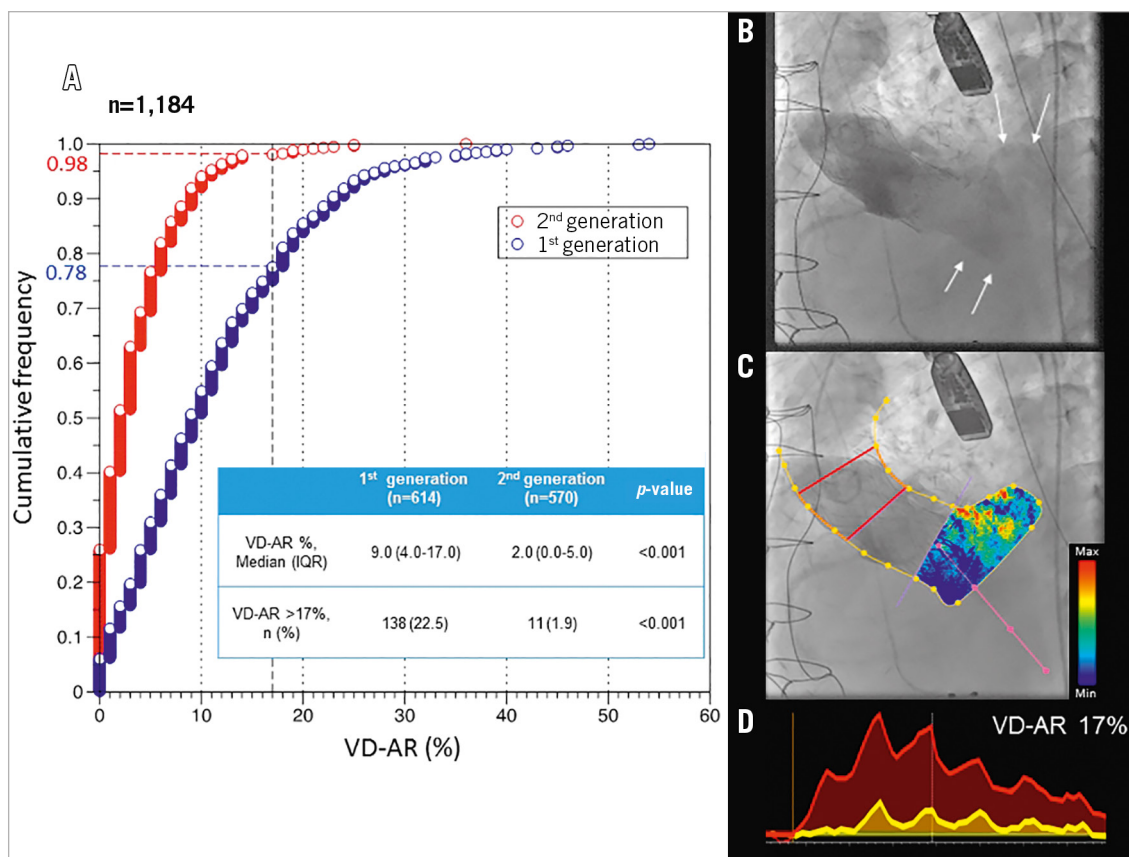 A
n=1,184
1.0
0.98
0.9
0.8
0.78
0.7
0.6
0.5
0.4
0.3
0.2
0.1
0
Cumulative frequency
0
10
20
30
40
50
60
VD-AR (%)
2nd generation
1st generation
1st generation
(n=614)
2nd generation
(n=570)
p-value
VD-AR %,
Median (IQR)
9.0 (4.0-17.0)
2.0 (0.0-5.0)
<0.001
VD-AR >17%,
n (%)
138 (22.5)
11 (1.9)
<0.001
B
C
Max
Min
D
VD-AR 17%